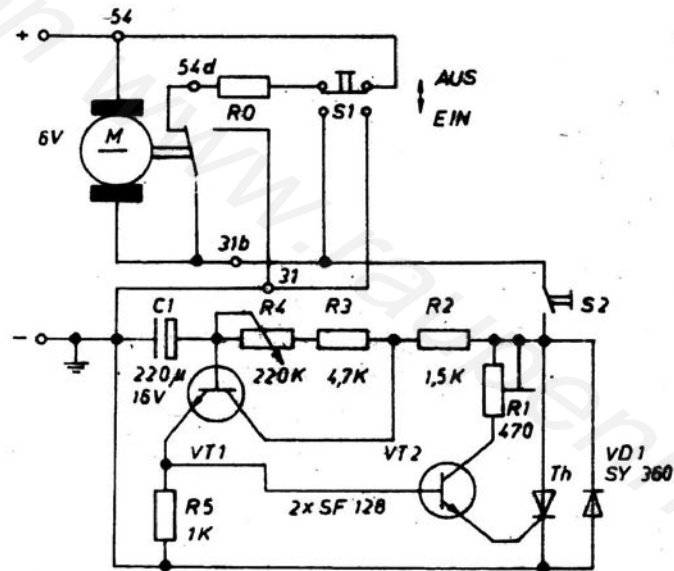 + 54
54d
AUS
R0
S1
EIN
6V
M
31b
31
S2
C1
R4
R3
R2
-
220µ
16V
220K
4,7K
1,5K
R1
470
VT1
VT2
Th
VD1
SY 360
R5
1K
2x SF 128